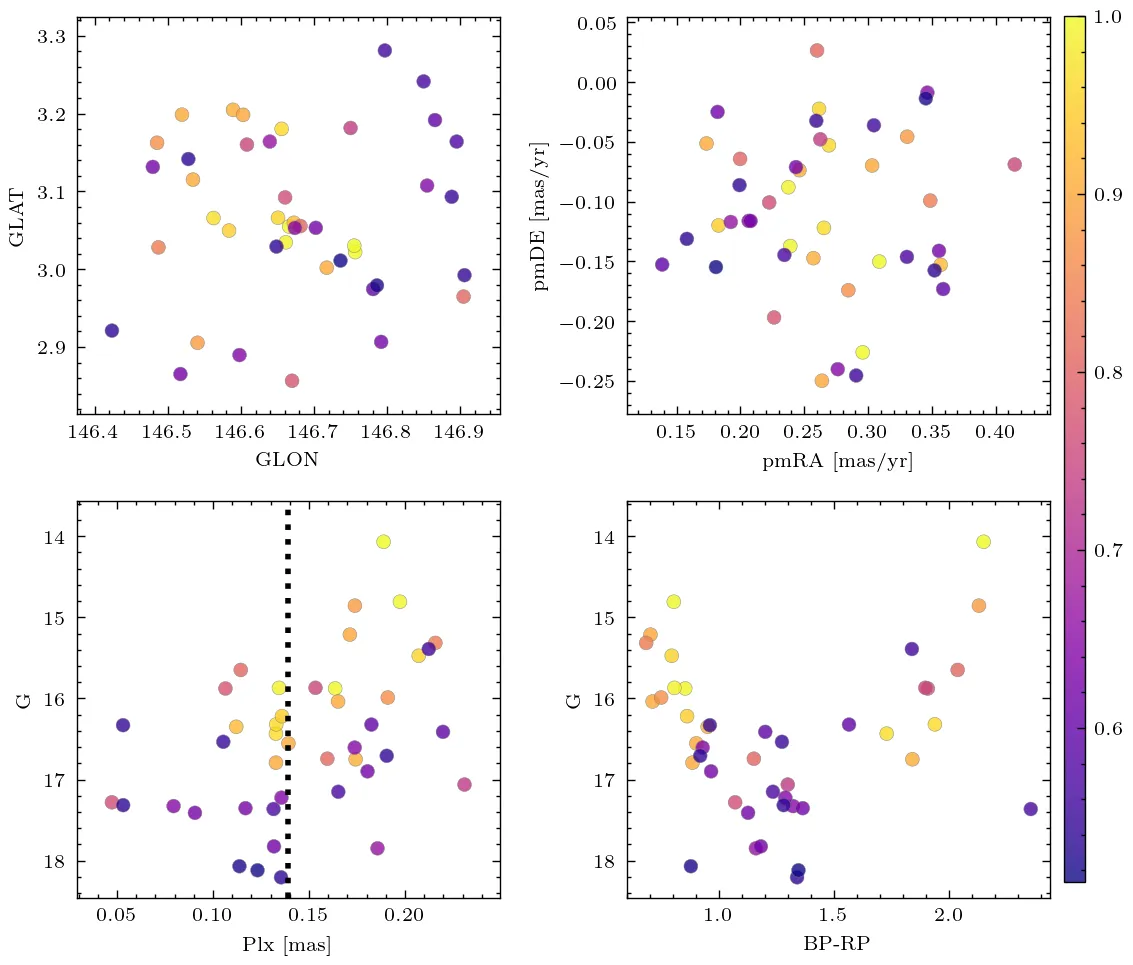 3.3
3.2
3.1
3.0
2.9
GLAT
146.4 146.5 146.6 146.7 146.8 146.9
GLON
0.05
0.00
−0.05
−0.10
−0.15
−0.20
−0.25
pmDE [mas/yr]
0.15 0.20 0.25 0.30 0.35 0.40
pmRA [mas/yr]
14
15
16
17
18
G
0.05 0.10 0.15 0.20
Plx [mas]
14
15
16
17
18
G
1.0 1.5 2.0
BP-RP
1.0
0.9
0.8
0.7
0.6